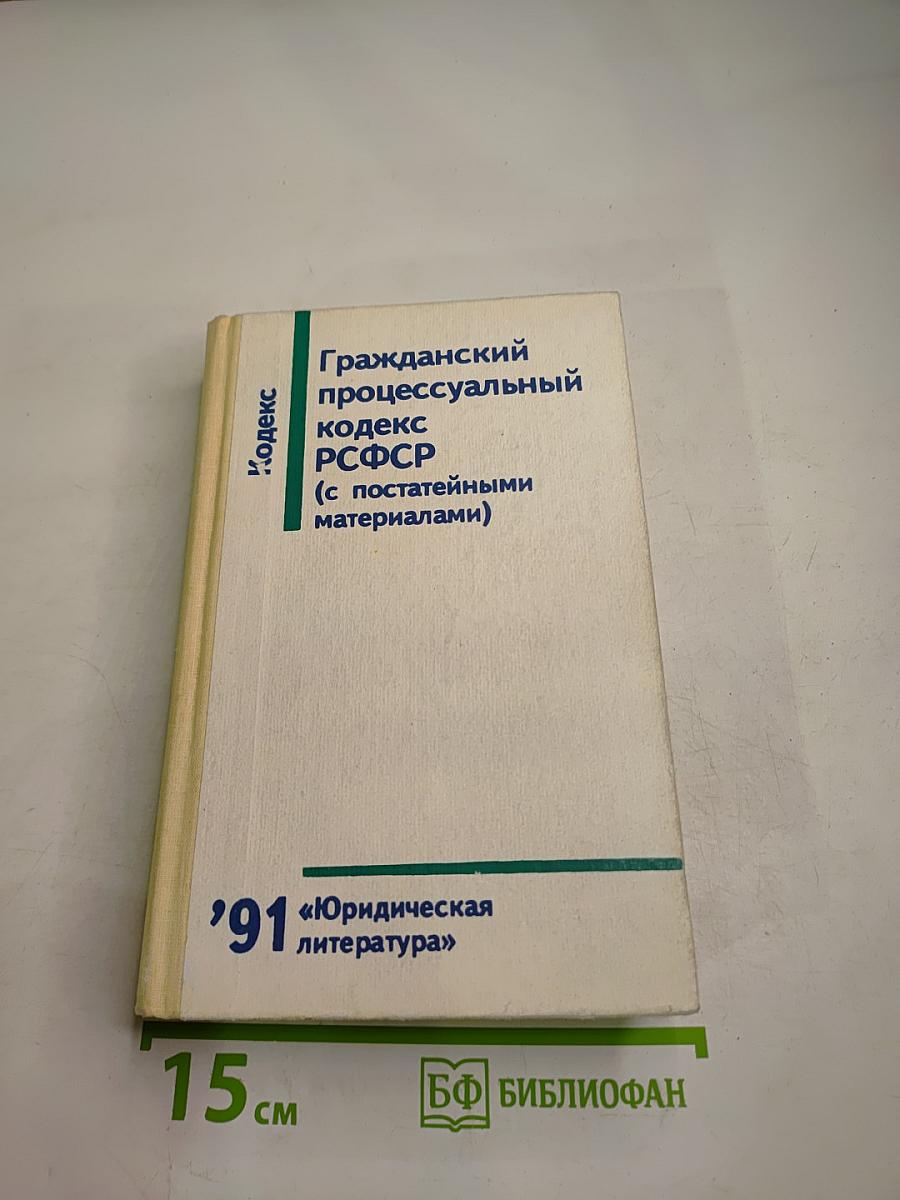 Кодекс
Гражданский
процессуальный
кодекс
РСФСР
(с постатейными
материалами)
’91 «Юридическая
литература»
15 см
БФ БИБЛИОФАН